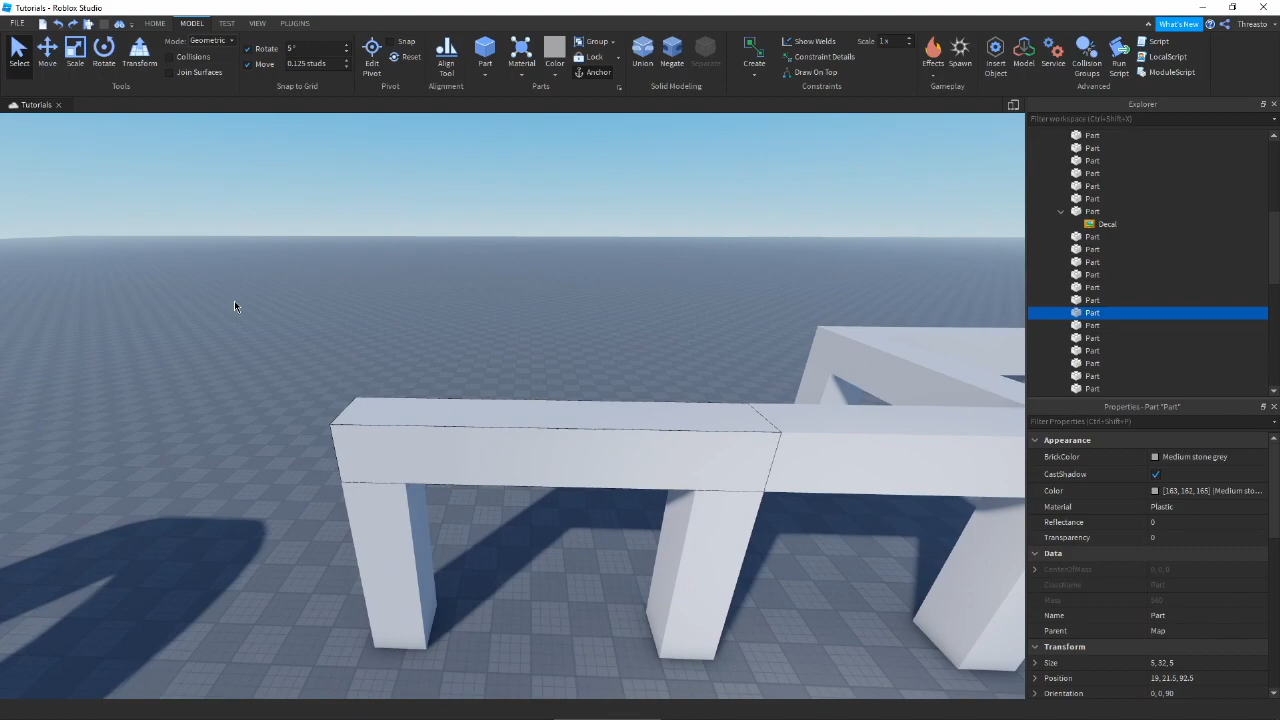 Tutorials - Roblox Studio
FILE HOME MODEL TEST VIEW PLUGINS What's New Threasto
Select Move Scale Rotate Transform Mode: Geometric Collisions Join Surfaces
Tools
Rotate 5°
Move 0.125 studs
Snap to Grid
Edit Pivot Snap Reset
Pivot
Align Tool
Alignment
Part Material Color Group Lock Anchor
Parts
Union Negate Separate
Solid Modeling
Create Show Welds Scale 1x
Constraint Details
Draw On Top
Constraints
Effects Spawn
Gameplay
Insert Object Model Service Collision Groups Run Script Script
LocalScript
ModuleScript
Advanced
Tutorials
Explorer
Filter workspace (Ctrl+Shift+X)
Part
Part
Part
Part
Part
Part
Part
Decal
Part
Part
Part
Part
Part
Part
Part
Part
Part
Part
Part
Part
Part
Properties - Part "Part"
Filter Properties (Ctrl+Shift+P)
Appearance
BrickColor Medium stone grey
CastShadow
Color [163, 162, 165] (Medium sto...
Material Plastic
Reflectance 0
Transparency 0
Data
CenterOfMass 0, 0, 0
ClassName Part
Mass 560
Name Part
Parent Map
Transform
Size 5, 32, 5
Position 19, 21.5, 92.5
Orientation 0, 0, 90